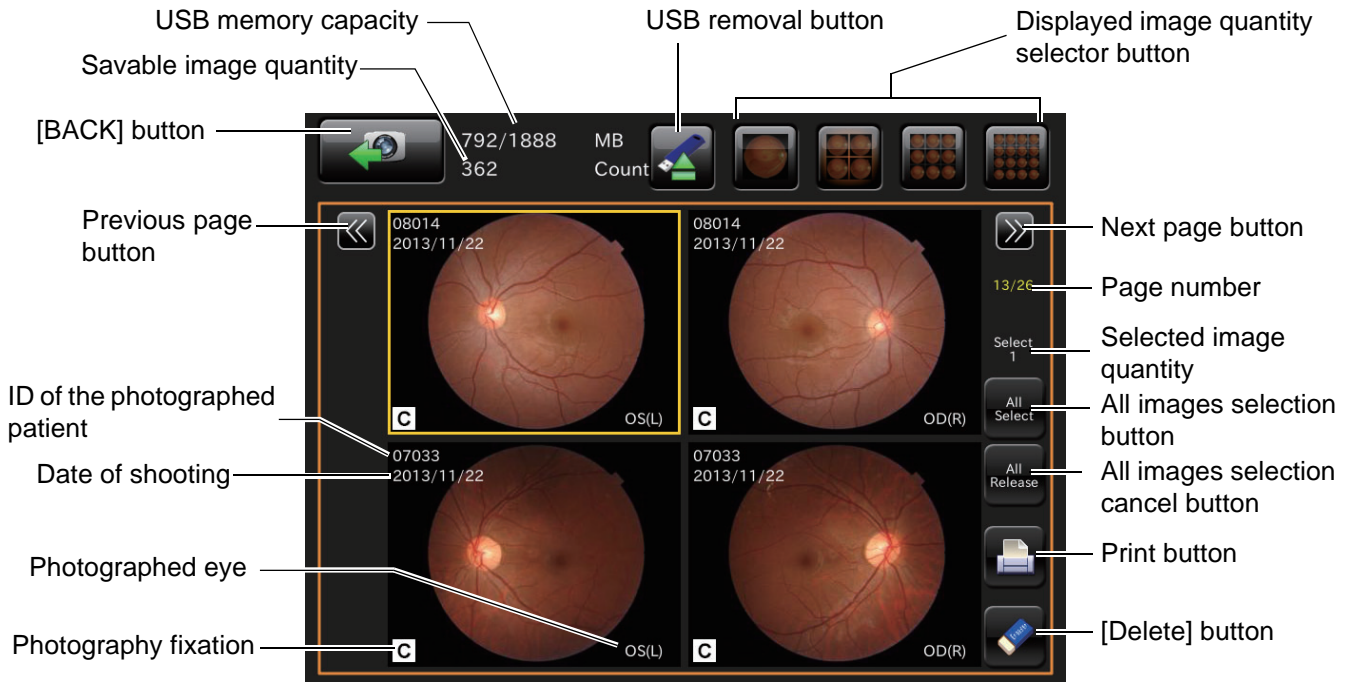 USB memory capacity
USB removal button
Displayed image quantity
selector button
Savable image quantity
[BACK] button
792/1888 MB
362 Count
Previous page
button
08014
2013/11/22
C
OS(L)
08014
2013/11/22
C
OD(R)
Next page button
13/26
Page number
Select
1
Selected image
quantity
All
Select
All images selection
button
All
Release
All images selection
cancel button
ID of the photographed
patient
Date of shooting
07033
2013/11/22
C
OS(L)
07033
2013/11/22
C
OD(R)
Photographed eye
Photography fixation
Print button
[Delete] button